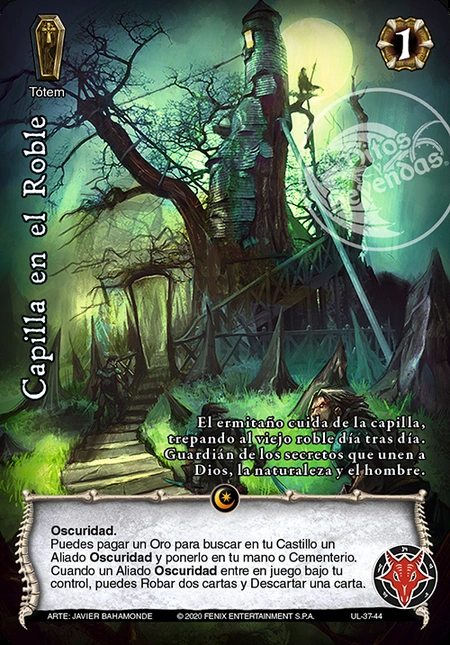 1
Tótem
Mitos
Leyendas®
Capilla en el Roble
El ermitaño cuida de la capilla,
trepando al viejo roble día tras día.
Guardián de los secretos que unen a
Dios, la naturaleza y el hombre.
Oscuridad.
Puedes pagar un Oro para buscar en tu Castillo un
Aliado Oscuridad y ponerlo en tu mano o Cementerio.
Cuando un Aliado Oscuridad entre en juego bajo tu
control, puedes Robar dos cartas y Descartar una carta.
ARTE: JAVIER BAHAMONDE © 2020 FENIX ENTERTAINMENT S.P.A. UL-37-44